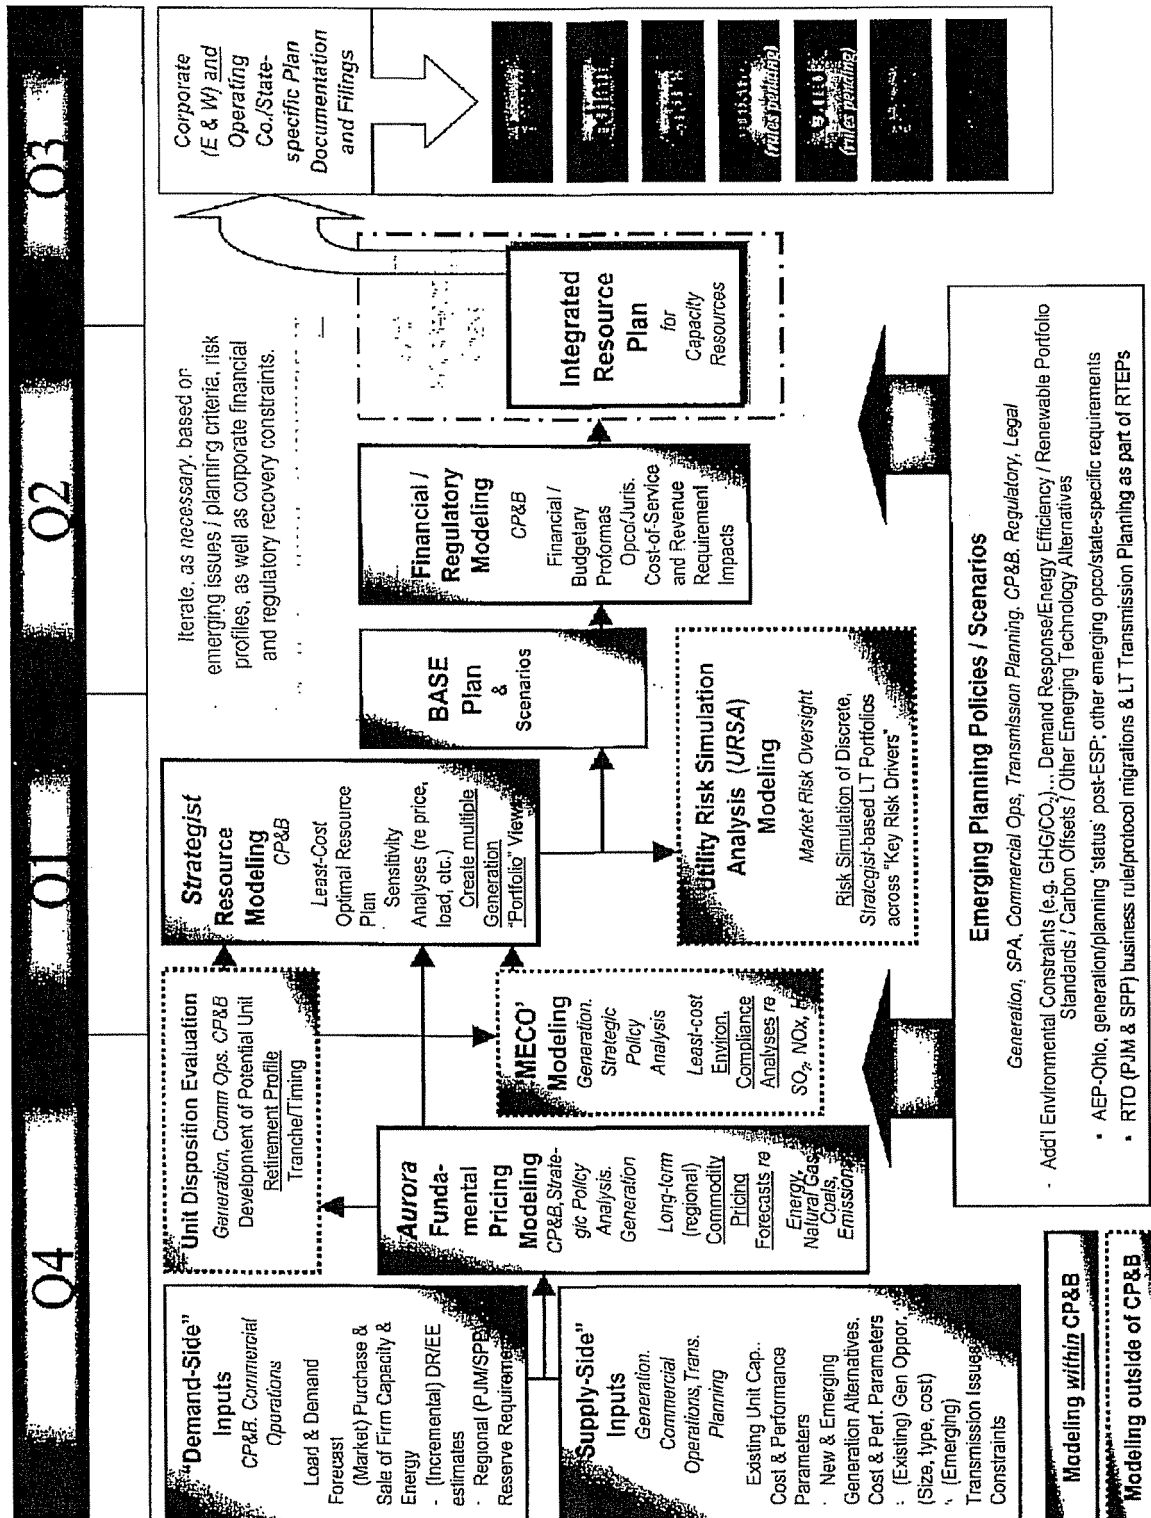 Q4
Q1
Q2
Q3
"Demand-Side"
Inputs
CP&B, Commercial
Operations
Load & Demand
Forecast
(Market) Purchase &
Sale of Firm Capacity &
Energy
- (Incremental) DR/EE
estimates
· Regional (PJM/SPP)
Reserve Requirement
"Supply-Side"
Inputs
Generation,
Commercial
Operations, Trans.
Planning
Existing Unit Cap.,
Cost & Performance
Parameters
· New & Emerging
Generation Alternatives,
Cost & Perf. Parameters
· (Existing) Gen Oppor.
(Size, type, cost)
· (Emerging)
Transmission Issues
Constraints
Unit Disposition Evaluation
Generation, Comm Ops, CP&B
Development of Potential Unit
Retirement Profile
Tranche/Timing
Aurora
Funda-
mental
Pricing
Modeling
CP&B, Strate-
gic Policy
Analysis,
Generation
Long-term
(regional)
Commodity
Pricing
Forecasts re
Energy,
Natural Gas,
Coals,
Emissions
'MECO'
Modeling
Generation,
Strategic
Policy
Analysis
Least-cost
Environ.
Compliance
Analyses re
SO₂, NOx, H
Strategist
Resource
Modeling
CP&B
Least-Cost
Optimal Resource
Plan
Sensitivity
Analyses (re price,
load, etc.)
Create multiple
Generation
"Portfolio" Views
Utility Risk Simulation
Analysis (URSA)
Modeling
Market Risk Oversight
Risk Simulation of Discrete,
Strategist-based LT Portfolios
across "Key Risk Drivers"
BASE
Plan
&
Scenarios
Financial /
Regulatory
Modeling
CP&B
Financial /
Budgetary
Proformas
Opco/Juris.
Cost-of-Service
and Revenue
Requirement
Impacts
Iterate, as necessary, based on
emerging issues / planning criteria, risk
profiles, as well as corporate financial
and regulatory recovery constraints.
Integrated
Resource
Plan
for
Capacity
Resources
Corporate
(E & W) and
Operating
Co./State-
specific Plan
Documentation
and Filings
(rules pending)
(rules pending)
Emerging Planning Policies / Scenarios
Generation, SPA, Commercial Ops, Transmission Planning, CP&B, Regulatory, Legal
· Add'l Environmental Constraints (e.g., GHG/CO₂)... Demand Response/Energy Efficiency / Renewable Portfolio
Standards / Carbon Offsets / Other Emerging Technology Alternatives
▪ AEP-Ohio, generation/planning 'status' post-ESP; other emerging opco/state-specific requirements
▪ RTO (PJM & SPP) business rule/protocol migrations & LT Transmission Planning as part of RTEPs
Modeling within CP&B
Modeling outside of CP&B